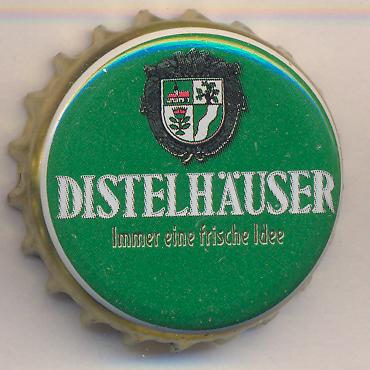 DISTELHÄUSER
Immer eine frische Idee